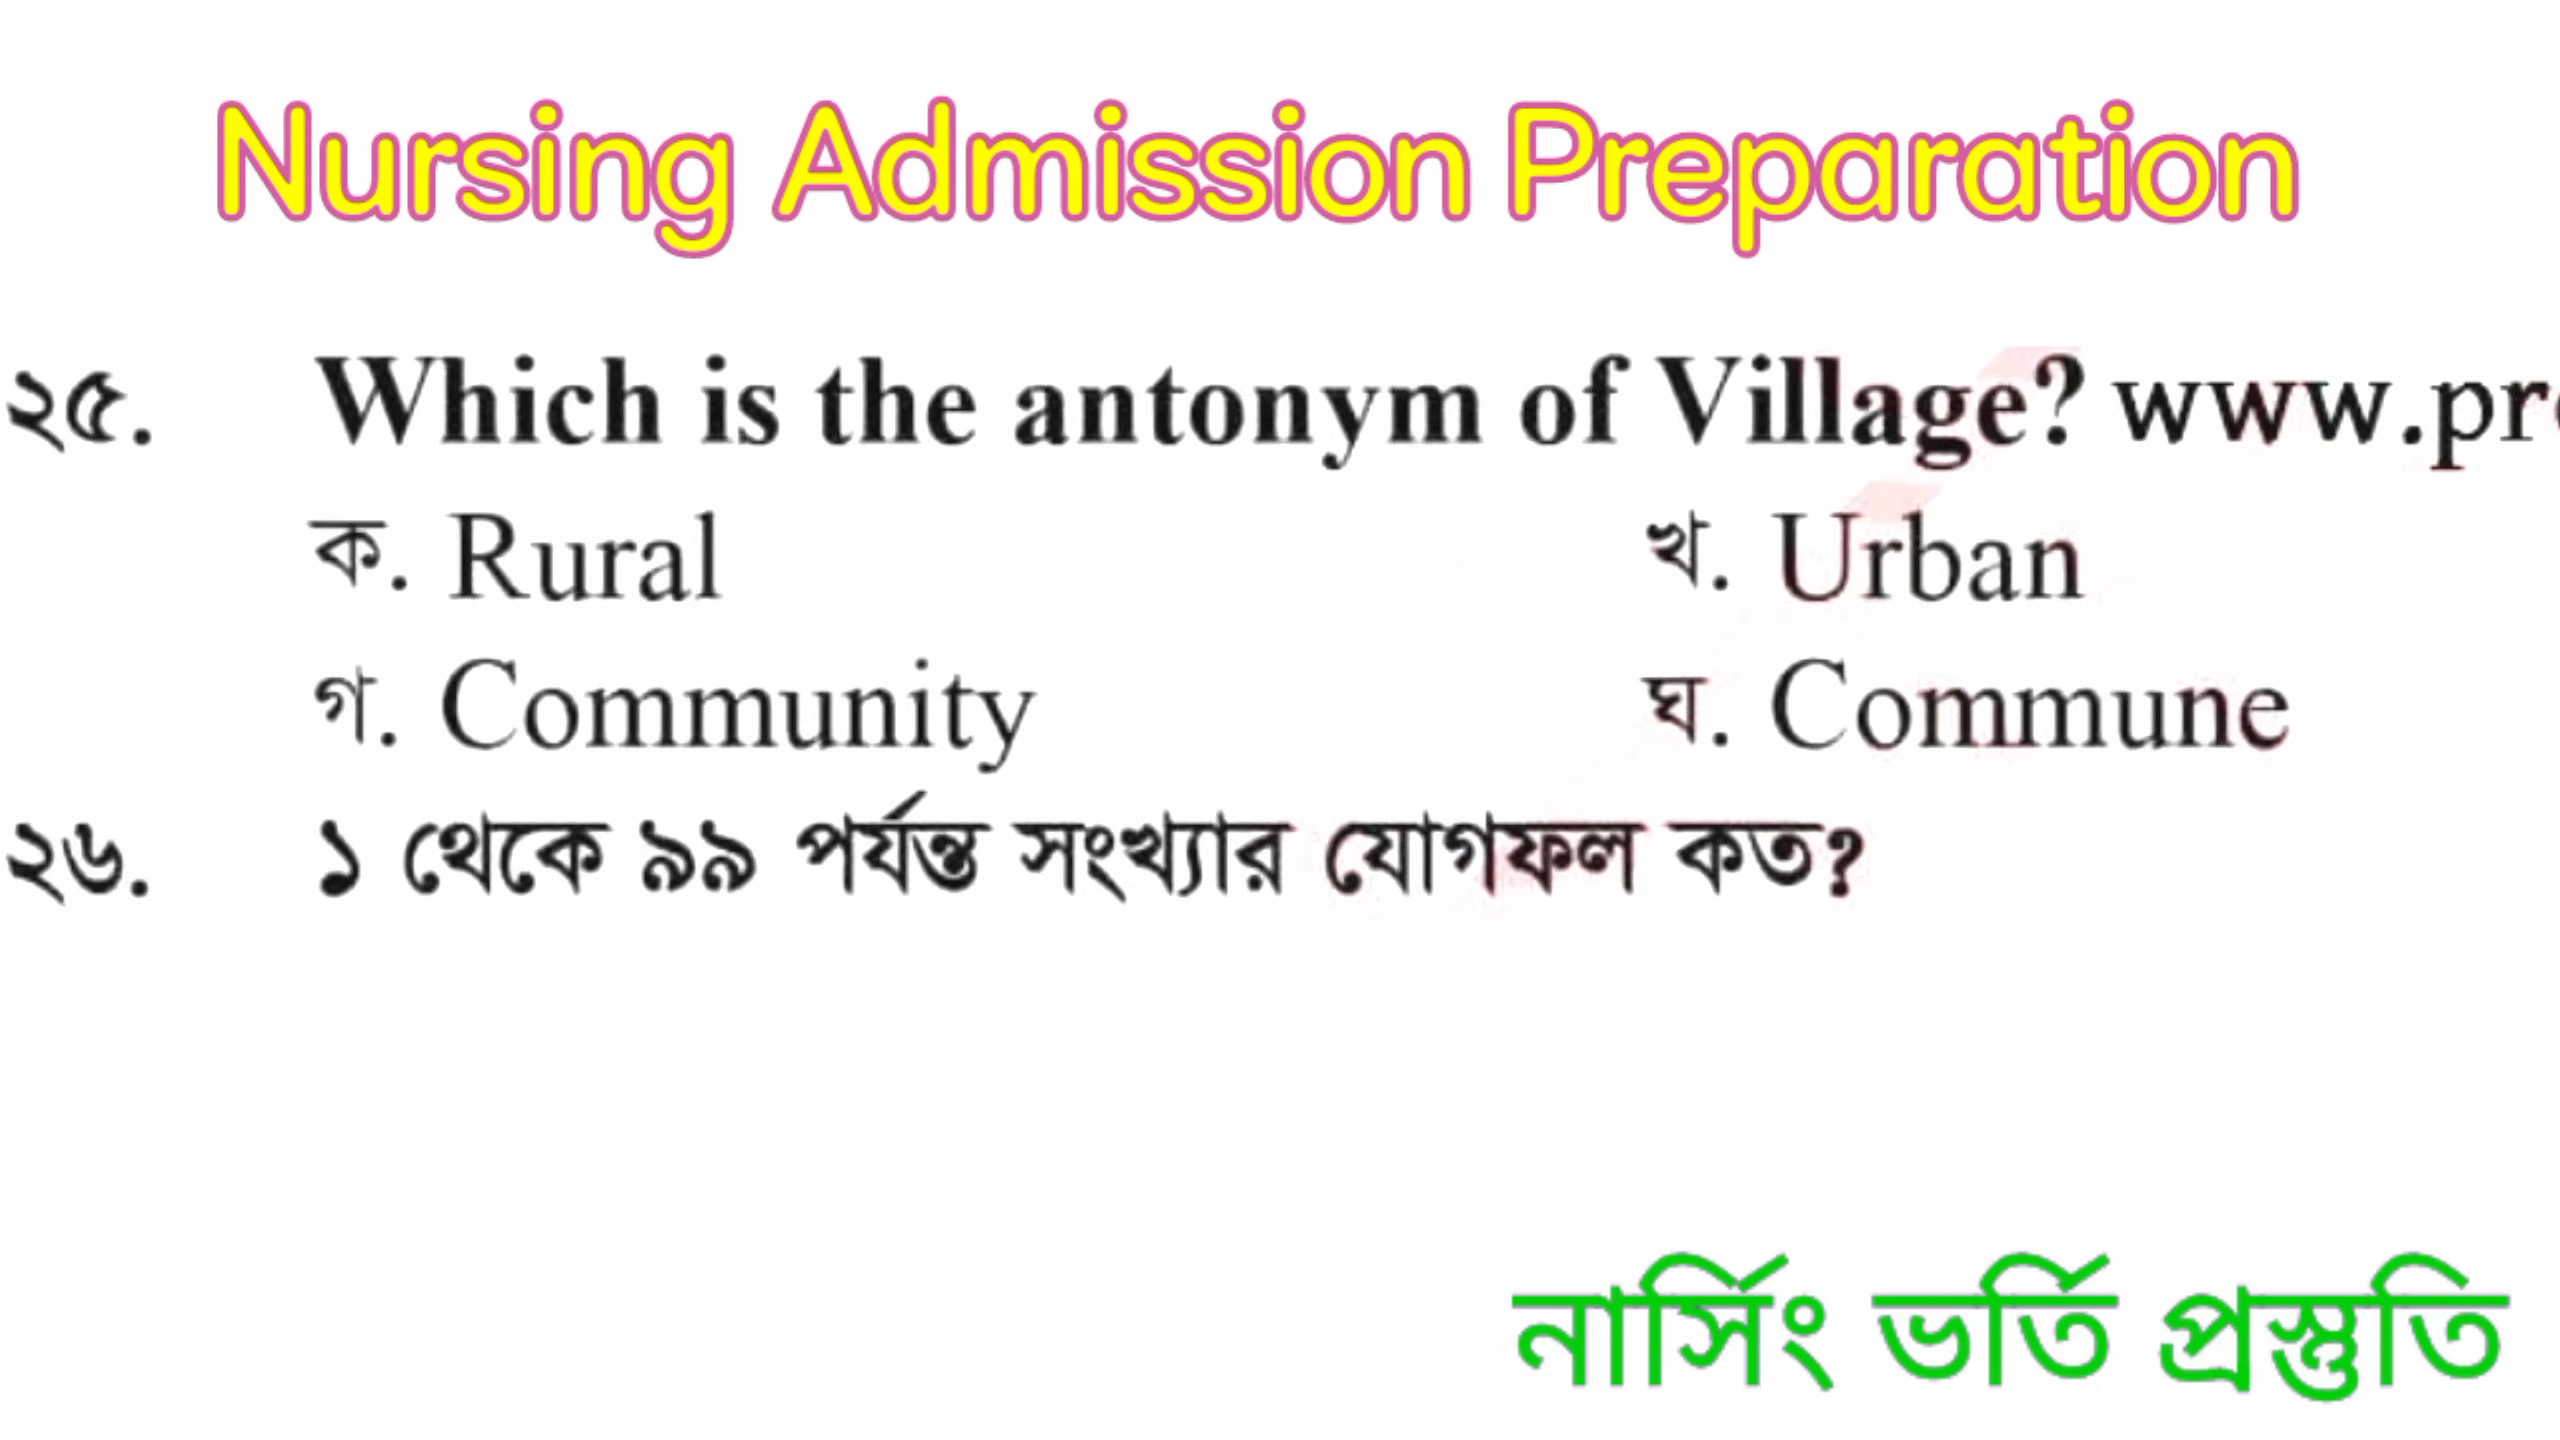 Nursing Admission Preparation
২৫. Which is the antonym of Village? www.pr
ক. Rural খ. Urban
গ. Community ঘ. Commune
২৬. ১ থেকে ৯৯ পর্যন্ত সংখ্যার যোগফল কত?
নার্সিং ভর্তি প্রস্তুতি